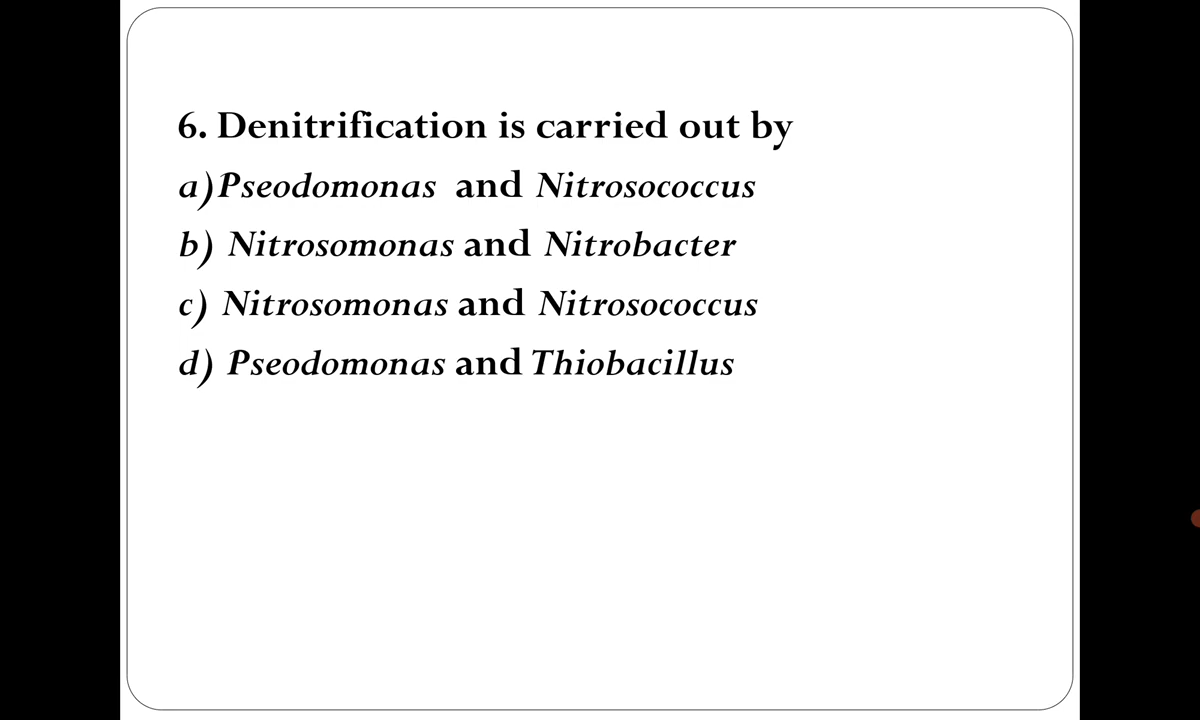 6. Denitrification is carried out by
a)Pseodomonas and Nitrosococcus
b) Nitrosomonas and Nitrobacter
c) Nitrosomonas and Nitrosococcus
d) Pseodomonas and Thiobacillus